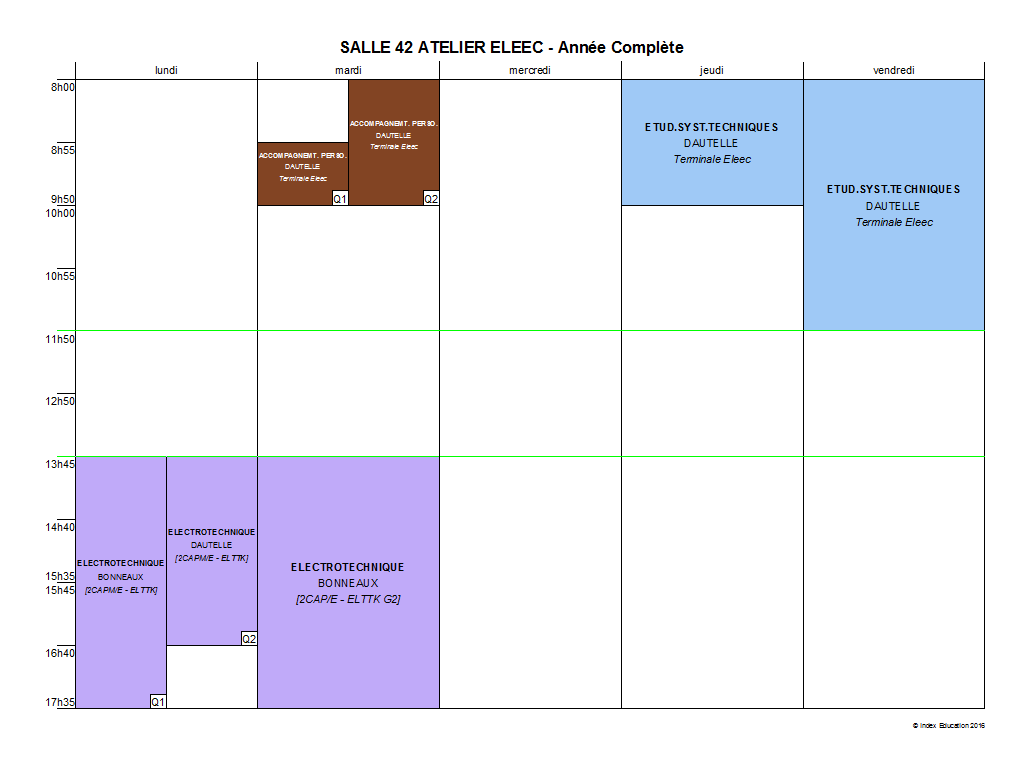 SALLE 42 ATELIER ELEEC - Année Complète
lundi
mardi
mercredi
jeudi
vendredi
8h00
8h55
9h50
10h00
10h55
11h50
12h50
13h45
14h40
15h35
15h45
16h40
17h35
ACCOMPAGNEMT. PERSO.
DAUTELLE
Terminale Eleec
Q1
ACCOMPAGNEMT. PERSO.
DAUTELLE
Terminale Eleec
Q2
ETUD.SYST.TECHNIQUES
DAUTELLE
Terminale Eleec
ETUD.SYST.TECHNIQUES
DAUTELLE
Terminale Eleec
ELECTROTECHNIQUE
BONNEAUX
[2CAPM/E - ELTTK]
Q1
ELECTROTECHNIQUE
DAUTELLE
[2CAPM/E - ELTTK]
Q2
ELECTROTECHNIQUE
BONNEAUX
[2CAP/E - ELTTK G2]
© Index Education 2016